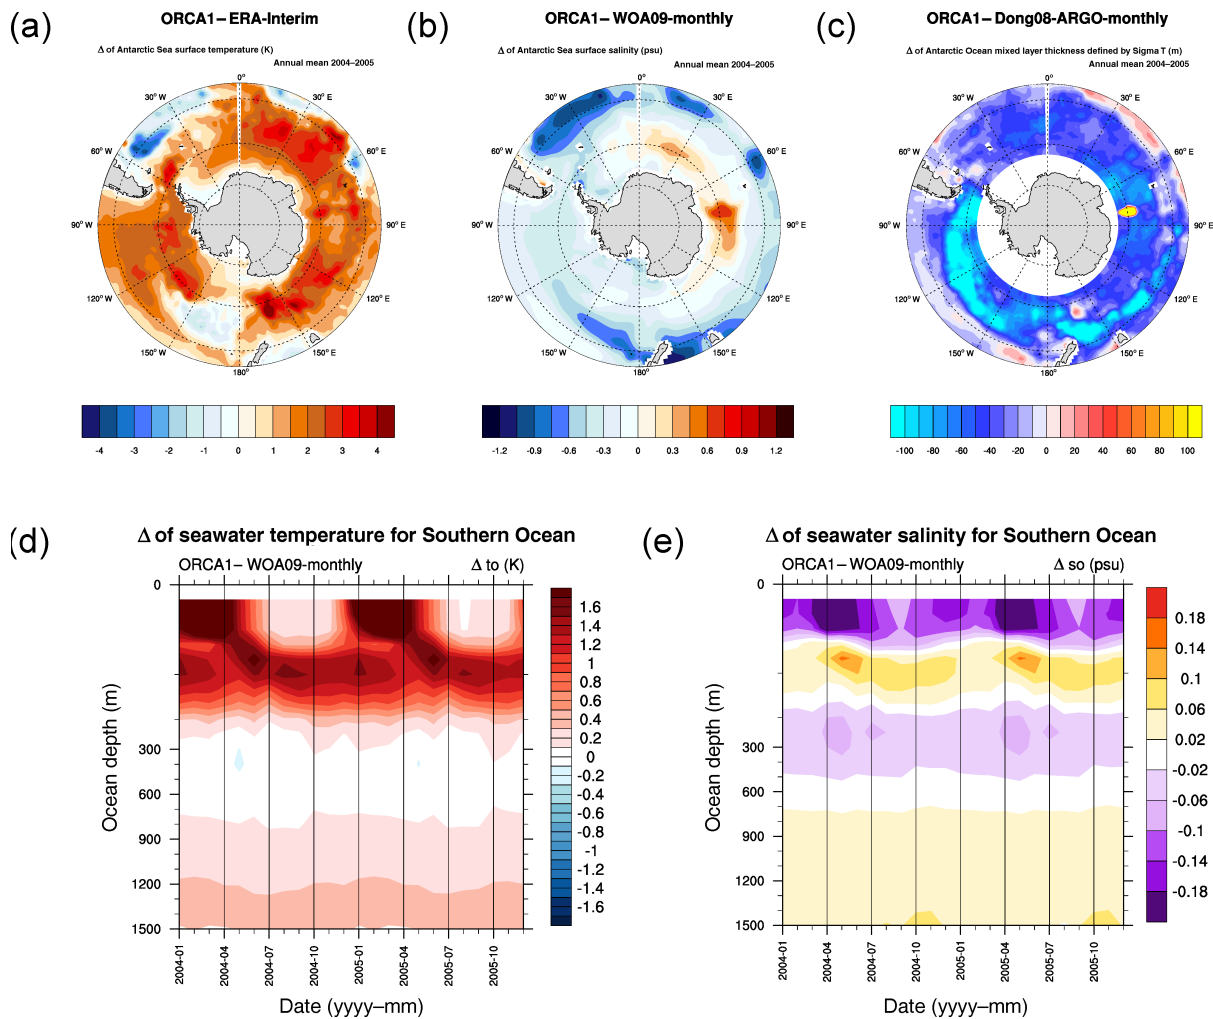 (a)
ORCA1–ERA-Interim
Δ of Antarctic Sea surface temperature (K)
Annual mean 2004–2005
0°
30° W
30° E
60° W
60° E
90° W
90° E
120° W
120° E
150° W
150° E
180°
-4 -3 -2 -1 0 1 2 3 4
(b)
ORCA1–WOA09-monthly
Δ of Antarctic Sea surface salinity (psu)
Annual mean 2004–2005
0°
30° W
30° E
60° W
60° E
90° W
90° E
120° W
120° E
150° W
150° E
180°
-1.2 -0.9 -0.6 -0.3 0 0.3 0.6 0.9 1.2
(c)
ORCA1–Dong08-ARGO-monthly
Δ of Antarctic Ocean mixed layer thickness defined by Sigma T (m)
Annual mean 2004–2005
0°
30° W
30° E
60° W
60° E
90° W
90° E
120° W
120° E
150° W
150° E
180°
-100 -80 -60 -40 -20 0 20 40 60 80 100
(d)
Δ of seawater temperature for Southern Ocean
ORCA1–WOA09-monthly Δ to (K)
0
300
600
900
1200
1500
Ocean depth (m)
2004-01
2004-04
2004-07
2004-10
2005-01
2005-04
2005-07
2005-10
Date (yyyy–mm)
1.6
1.4
1.2
1
0.8
0.6
0.4
0.2
0
-0.2
-0.4
-0.6
-0.8
-1
-1.2
-1.4
-1.6
(e)
Δ of seawater salinity for Southern Ocean
ORCA1–WOA09-monthly Δ so (psu)
0
300
600
900
1200
1500
Ocean depth (m)
2004-01
2004-04
2004-07
2004-10
2005-01
2005-04
2005-07
2005-10
Date (yyyy–mm)
0.18
0.14
0.1
0.06
0.02
-0.02
-0.06
-0.1
-0.14
-0.18